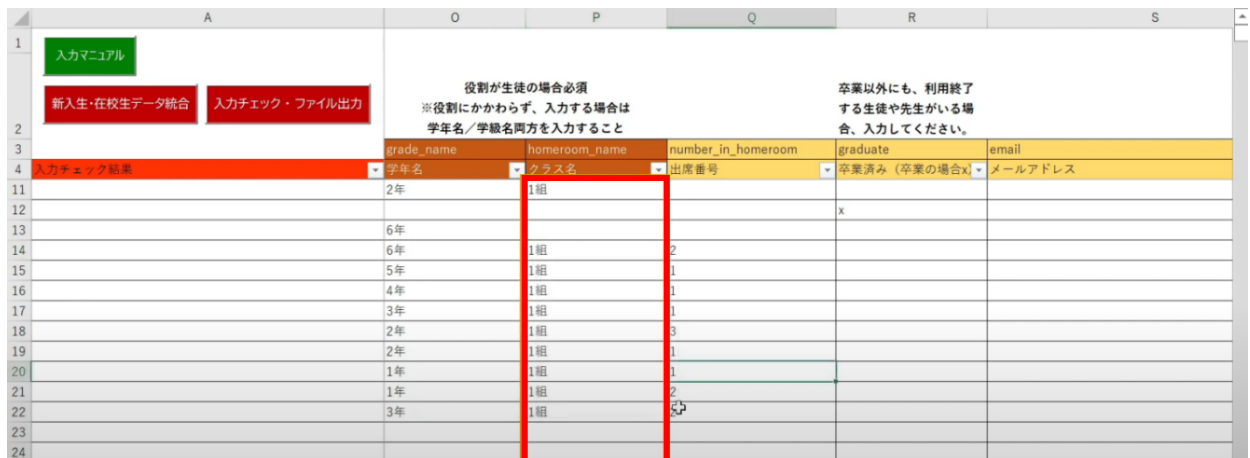 A O P Q R S
1 入力マニュアル
新入生・在校生データ統合 入力チェック・ファイル出力
役割が生徒の場合必須
※役割にかかわらず、入力する場合は
学年名／学級名両方を入力すること
卒業以外にも、利用終了
する生徒や先生がいる場
合、入力してください。
2
3 grade_name homeroom_name number_in_homeroom graduate email
4 入力チェック結果 学年名 クラス名 出席番号 卒業済み（卒業の場合x) メールアドレス
11 2年 1組
12 x
13 6年
14 6年 1組 2
15 5年 1組 1
16 4年 1組 1
17 3年 1組 1
18 2年 1組 3
19 2年 1組 1
20 1年 1組 1
21 1年 1組 2
22 3年 1組
23
24